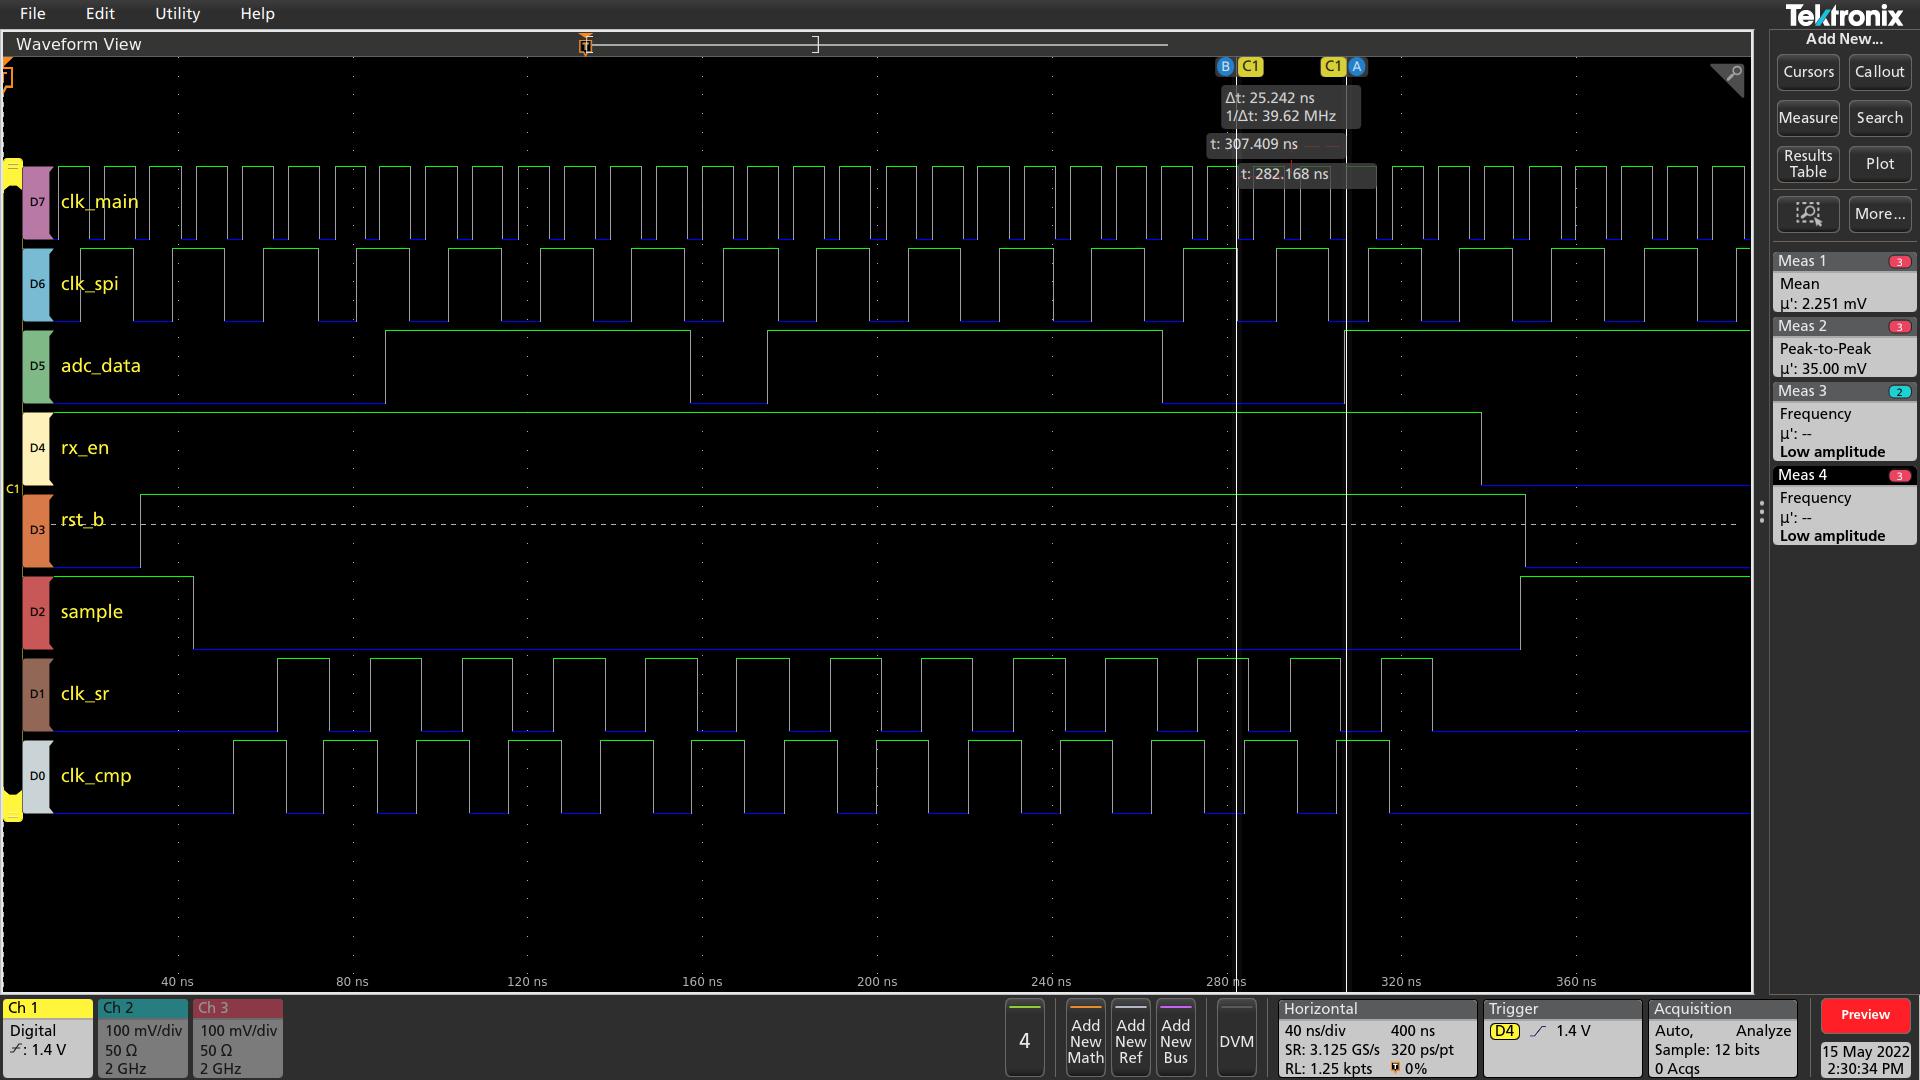 File Edit Utility Help
Tektronix
Waveform View
Add New...
T
B C1 C1 A
Cursors Callout
Δt: 25.242 ns
1/Δt: 39.62 MHz
Measure Search
t: 307.409 ns
Results Table Plot
t: 282.168 ns
D7 clk_main
More...
D6 clk_spi
Meas 1 3
Mean
µ': 2.251 mV
Meas 2 3
Peak-to-Peak
µ': 35.00 mV
D5 adc_data
Meas 3 2
Frequency
µ': --
Low amplitude
D4 rx_en
Meas 4 3
Frequency
µ': --
Low amplitude
C1
D3 rst_b
D2 sample
D1 clk_sr
D0 clk_cmp
40 ns 80 ns 120 ns 160 ns 200 ns 240 ns 280 ns 320 ns 360 ns
Ch 1
Digital
: 1.4 V
Ch 2
100 mV/div
50 Ω
2 GHz
Ch 3
100 mV/div
50 Ω
2 GHz
4
Add New Math
Add New Ref
Add New Bus
DVM
Horizontal
40 ns/div 400 ns
SR: 3.125 GS/s 320 ps/pt
RL: 1.25 kpts T 0%
Trigger
D4 1.4 V
Acquisition
Auto, Analyze
Sample: 12 bits
0 Acqs
Preview
15 May 2022
2:30:34 PM